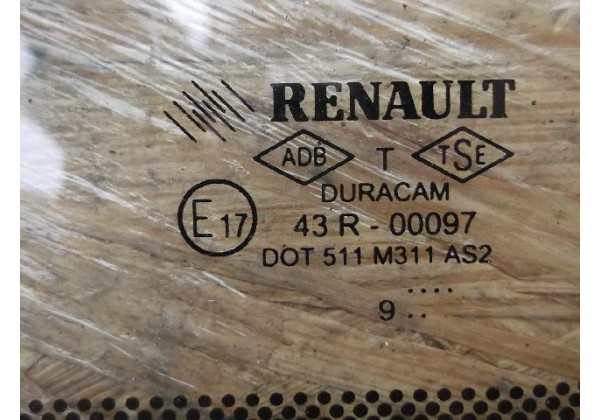 RENAULT
ADB T TSE
DURACAM
E17 43 R - 00097
DOT 511 M311 AS2
....
9 ..